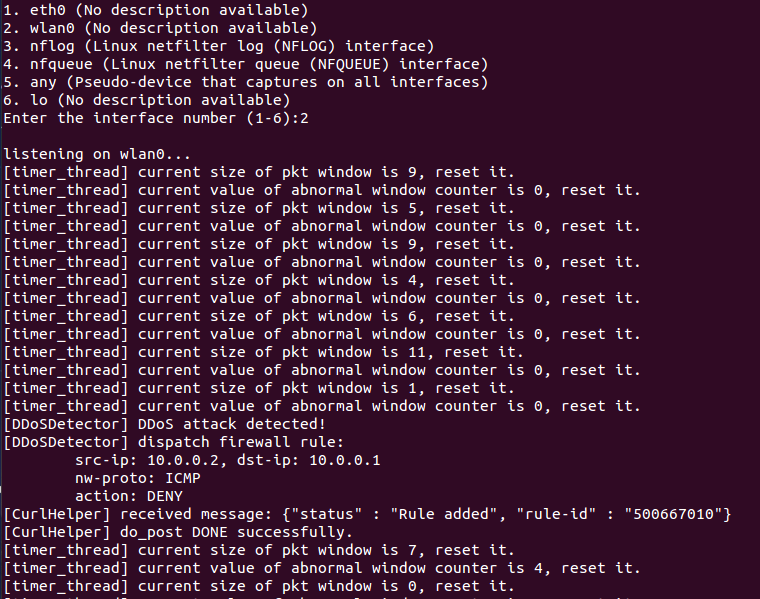 1. eth0 (No description available)
2. wlan0 (No description available)
3. nflog (Linux netfilter log (NFLOG) interface)
4. nfqueue (Linux netfilter queue (NFQUEUE) interface)
5. any (Pseudo-device that captures on all interfaces)
6. lo (No description available)
Enter the interface number (1-6):2
listening on wlan0...
[timer_thread] current size of pkt window is 9, reset it.
[timer_thread] current value of abnormal window counter is 0, reset it.
[timer_thread] current size of pkt window is 5, reset it.
[timer_thread] current value of abnormal window counter is 0, reset it.
[timer_thread] current size of pkt window is 9, reset it.
[timer_thread] current value of abnormal window counter is 0, reset it.
[timer_thread] current size of pkt window is 4, reset it.
[timer_thread] current value of abnormal window counter is 0, reset it.
[timer_thread] current size of pkt window is 6, reset it.
[timer_thread] current value of abnormal window counter is 0, reset it.
[timer_thread] current size of pkt window is 11, reset it.
[timer_thread] current value of abnormal window counter is 0, reset it.
[timer_thread] current size of pkt window is 1, reset it.
[timer_thread] current value of abnormal window counter is 0, reset it.
[DDoSDetector] DDoS attack detected!
[DDoSDetector] dispatch firewall rule:
src-ip: 10.0.0.2, dst-ip: 10.0.0.1
nw-proto: ICMP
action: DENY
[CurlHelper] received message: {"status" : "Rule added", "rule-id" : "500667010"}
[CurlHelper] do_post DONE successfully.
[timer_thread] current size of pkt window is 7, reset it.
[timer_thread] current value of abnormal window counter is 4, reset it.
[timer_thread] current size of pkt window is 0, reset it.